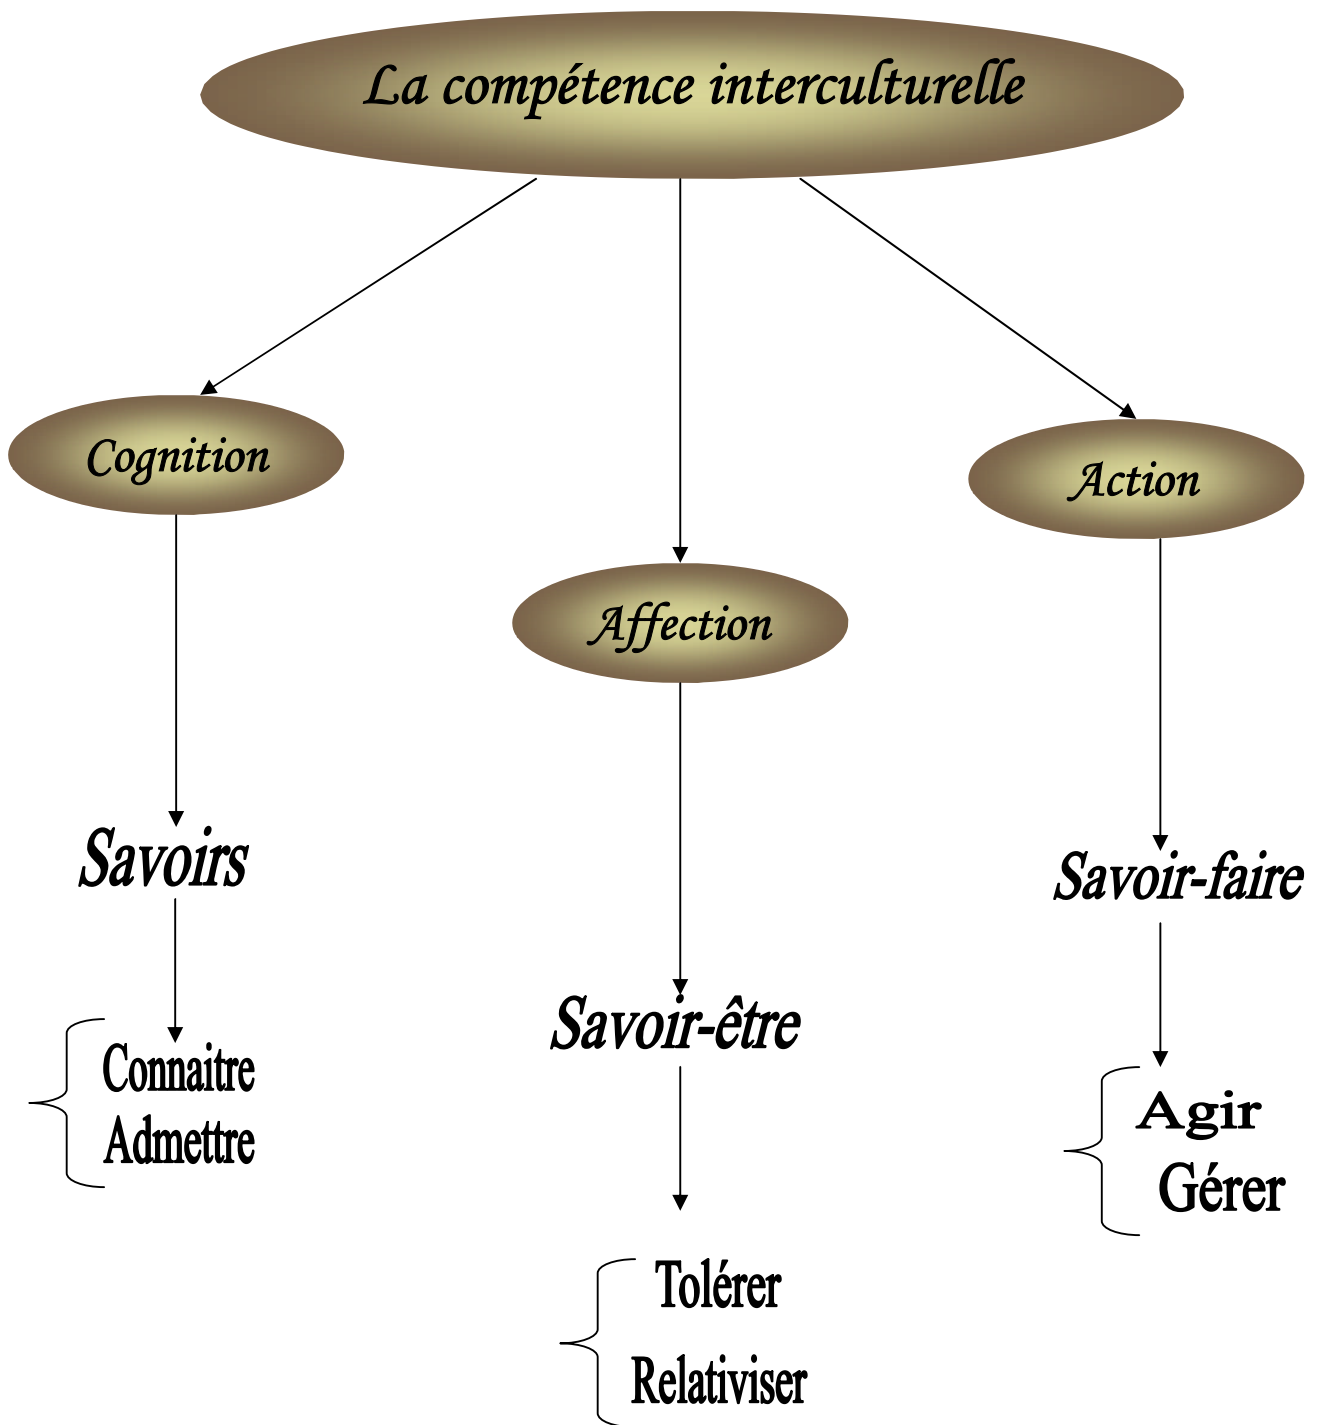 La compétence interculturelle
Cognition
Action
Affection
Savoirs
Savoir-faire
Savoir-être
Connaitre
Admettre
Agir
Gérer
Tolérer
Relativiser